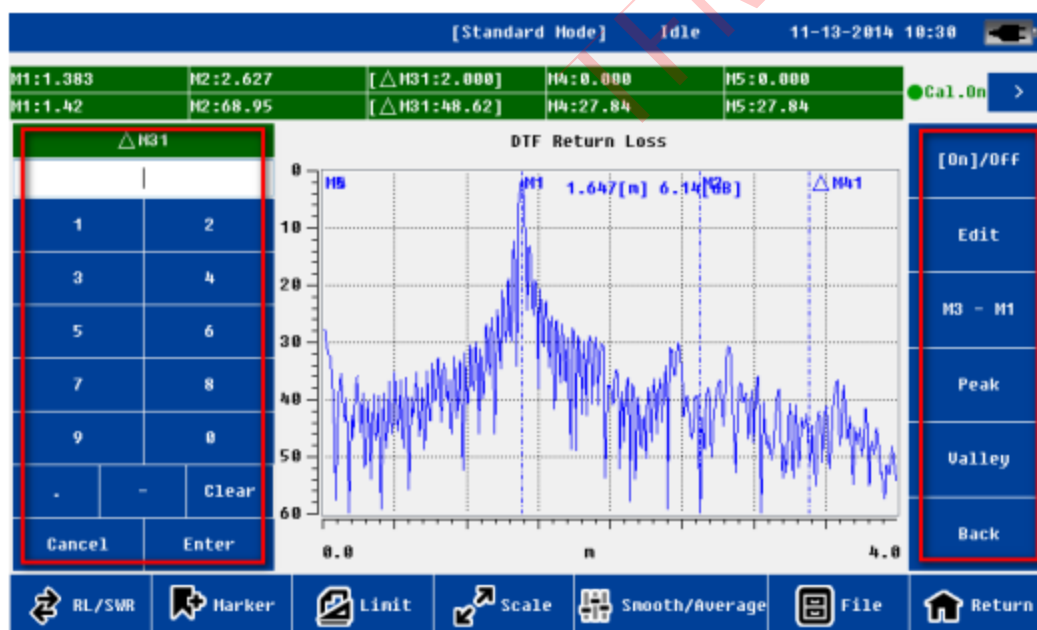 [Standard Mode] Idle 11-13-2014 10:30
M1:1.383 M2:2.627 [△M31:2.000] M4:0.000 M5:0.000
M1:1.42 M2:68.95 [△M31:48.62] M4:27.84 M5:27.84
Cal.On >
△M31
1 2
3 4
5 6
7 8
9 0
. - Clear
Cancel Enter
DTF Return Loss
M1 1.647[m] 6.14[dB] △M41
0
10
20
30
40
50
60
0.0 m 4.0
[On]/Off
Edit
M3 - M1
Peak
Valley
Back
RL/SWR Marker Limit Scale Smooth/Average File Return